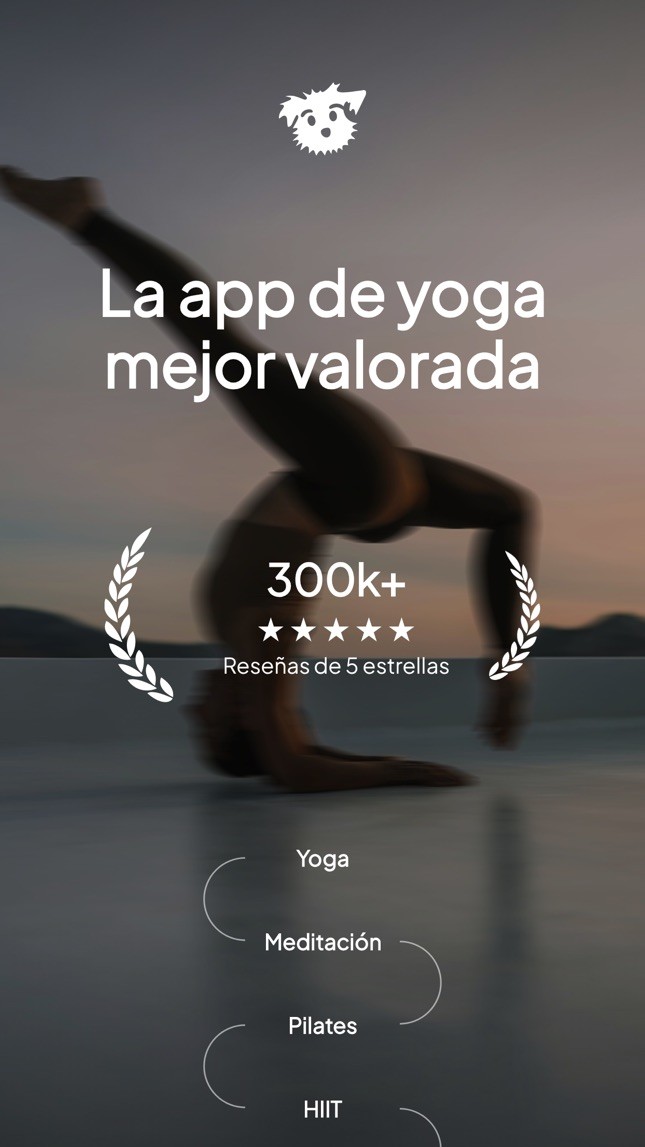 La app de yoga
mejor valorada
300k+
Reseñas de 5 estrellas
Yoga
Meditación
Pilates
HIIT